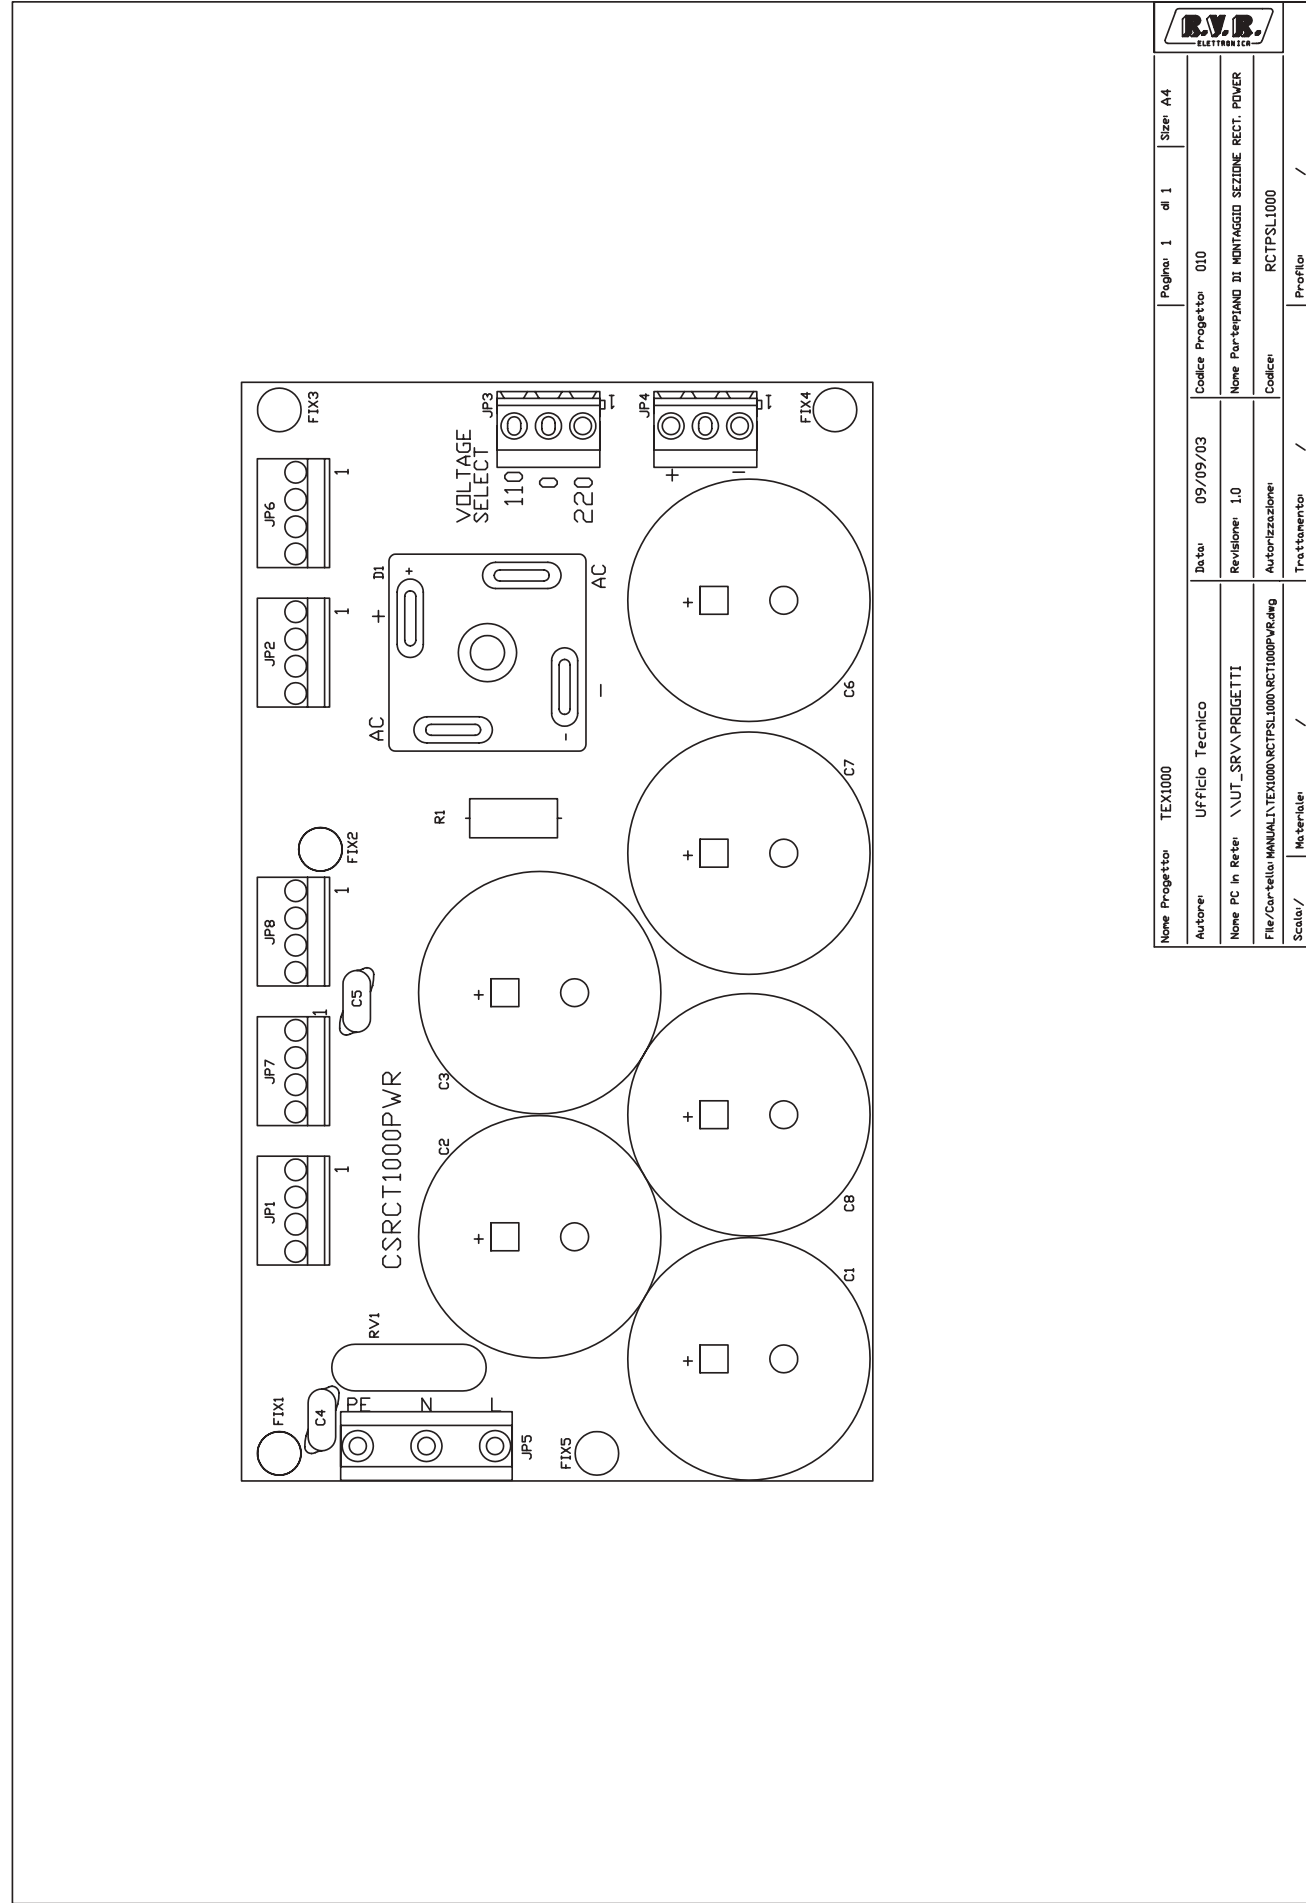 R.V.R.
ELETTRONICA
Nome Progetto: TEX1000
Pagina: 1 di 1
Size: A4
Autore: Ufficio Tecnico
Data: 09/09/03
Codice Progetto: 010
Nome PC in Rete: \\UT_SRV\PROGETTI
Revisione: 1.0
Nome Parte:PIANO DI MONTAGGIO SEZIONE RECT. POWER
File/Cartella: MANUALI\TEX1000\RCTPSL1000\RCT1000PWR.dwg
Autorizzazione:
Codice: RCTPSL1000
Scala: /
Materiale: /
Trattamento: /
Profilo: /
FIX1
C4
PE
N
L
JP5
FIX5
RV1
JP1
1
JP7
1
C5
JP8
1
FIX2
JP2
1
JP6
1
FIX3
CSRCT1000PWR
C2
+
C3
+
R1
AC
+
D1
+
AC
-
-
VOLTAGE
SELECT
110
0
220
JP3
1
JP4
1
+
-
FIX4
C6
+
C7
+
C8
+
C1
+